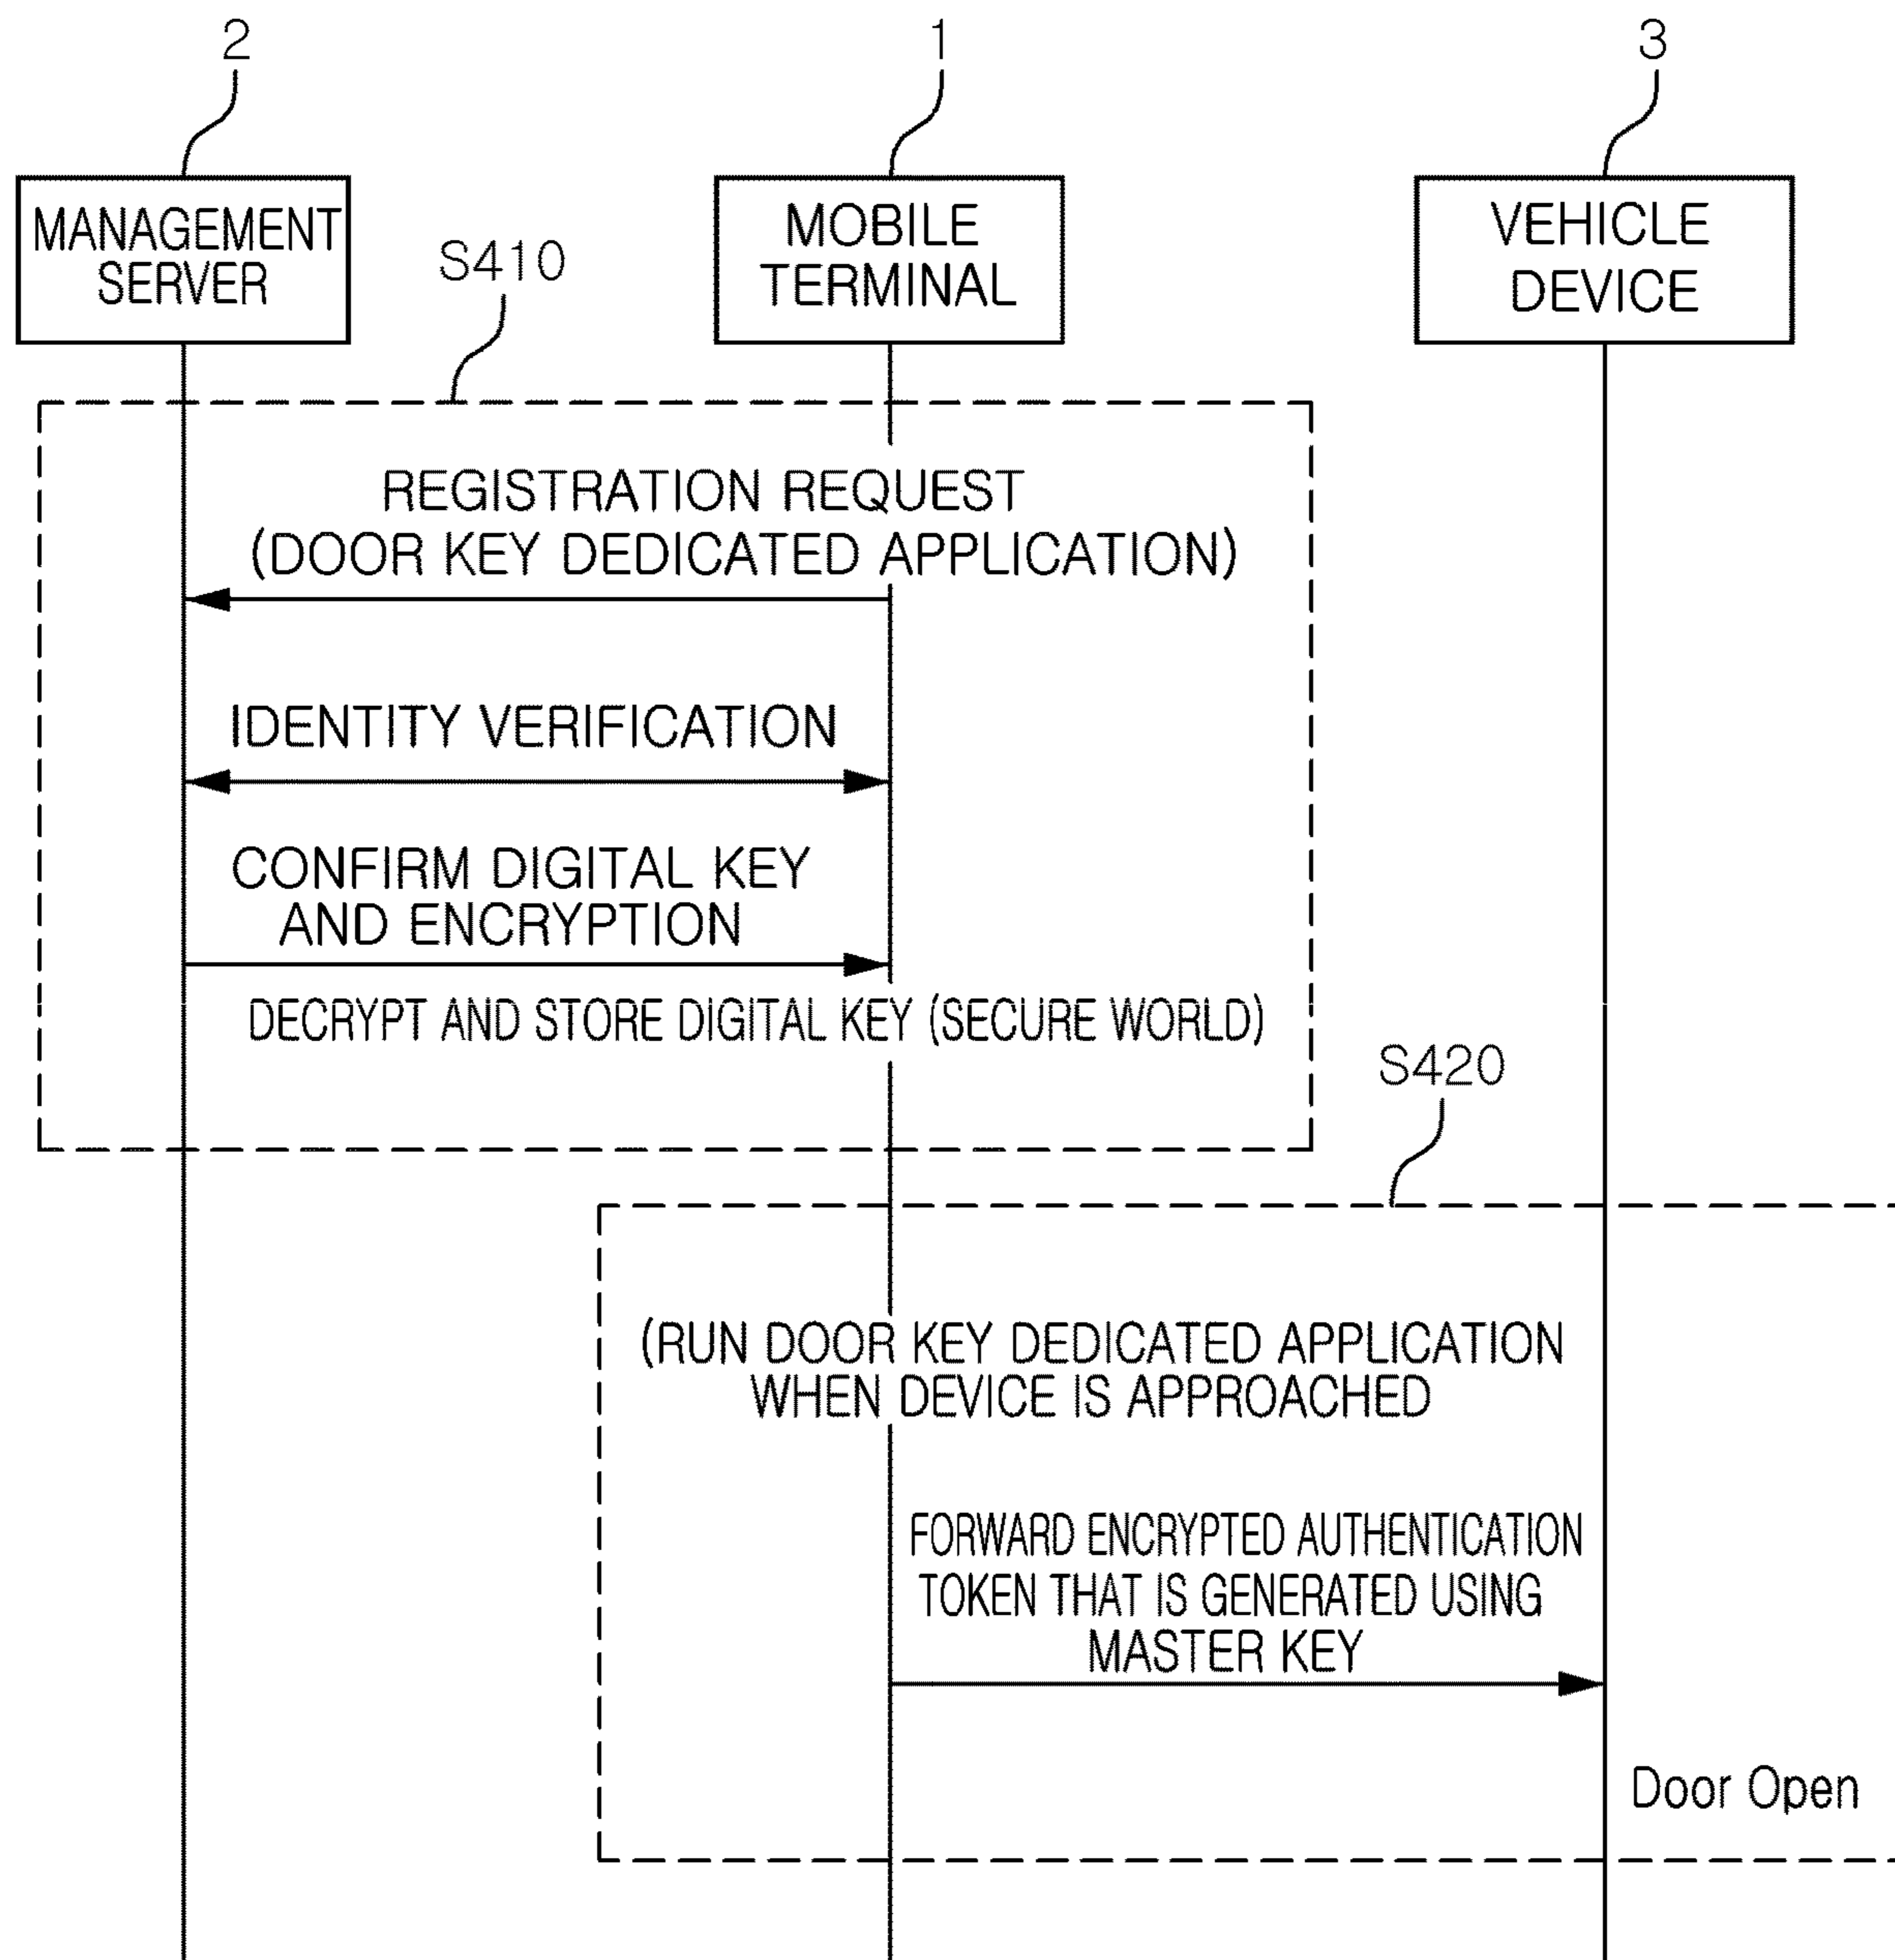 2
1
3
MANAGEMENT
SERVER
MOBILE
TERMINAL
VEHICLE
DEVICE
S410
REGISTRATION REQUEST
(DOOR KEY DEDICATED APPLICATION)
IDENTITY VERIFICATION
CONFIRM DIGITAL KEY
AND ENCRYPTION
DECRYPT AND STORE DIGITAL KEY (SECURE WORLD)
S420
(RUN DOOR KEY DEDICATED APPLICATION
WHEN DEVICE IS APPROACHED
FORWARD ENCRYPTED AUTHENTICATION
TOKEN THAT IS GENERATED USING
MASTER KEY
Door Open